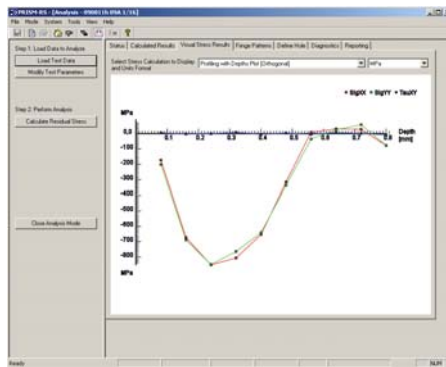 PRISM-RS - [Analysis - 090811b.09A 1/16]
File Mode System Tools View Help
Step 1. Load Data to Analyze
Load Test Data
Modify Test Parameters
Step 2. Perform Analysis
Calculate Residual Stress
Close Analysis Mode
Status Calculated Results Visual Stress Results Fringe Patterns Define Hole Diagnostics Reporting
Select Stress Calculation to Display and Units Format
Profiling with Depths Plot [Orthogonal]
MPa
SigXX SigYY TauXY
MPa
0,0
-100
-200
-300
-400
-500
-600
-700
-800
MPa
0.1 0.2 0.3 0.4 0.5 0.6 0.7 0.8
Depth [mm]
Ready
NUM